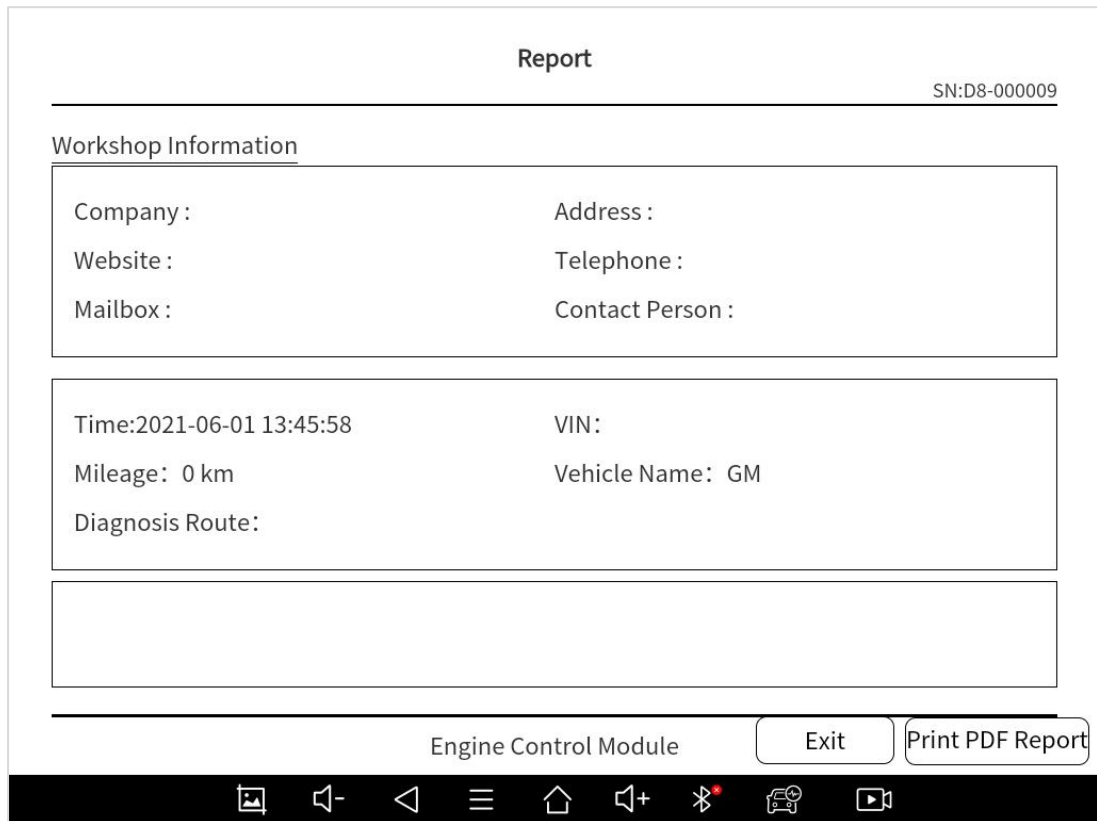 Report
SN:D8-000009
Workshop Information
Company :
Address :
Website :
Telephone :
Mailbox :
Contact Person :
Time:2021-06-01 13:45:58
VIN：
Mileage：0 km
Vehicle Name：GM
Diagnosis Route：
Engine Control Module
Exit
Print PDF Report